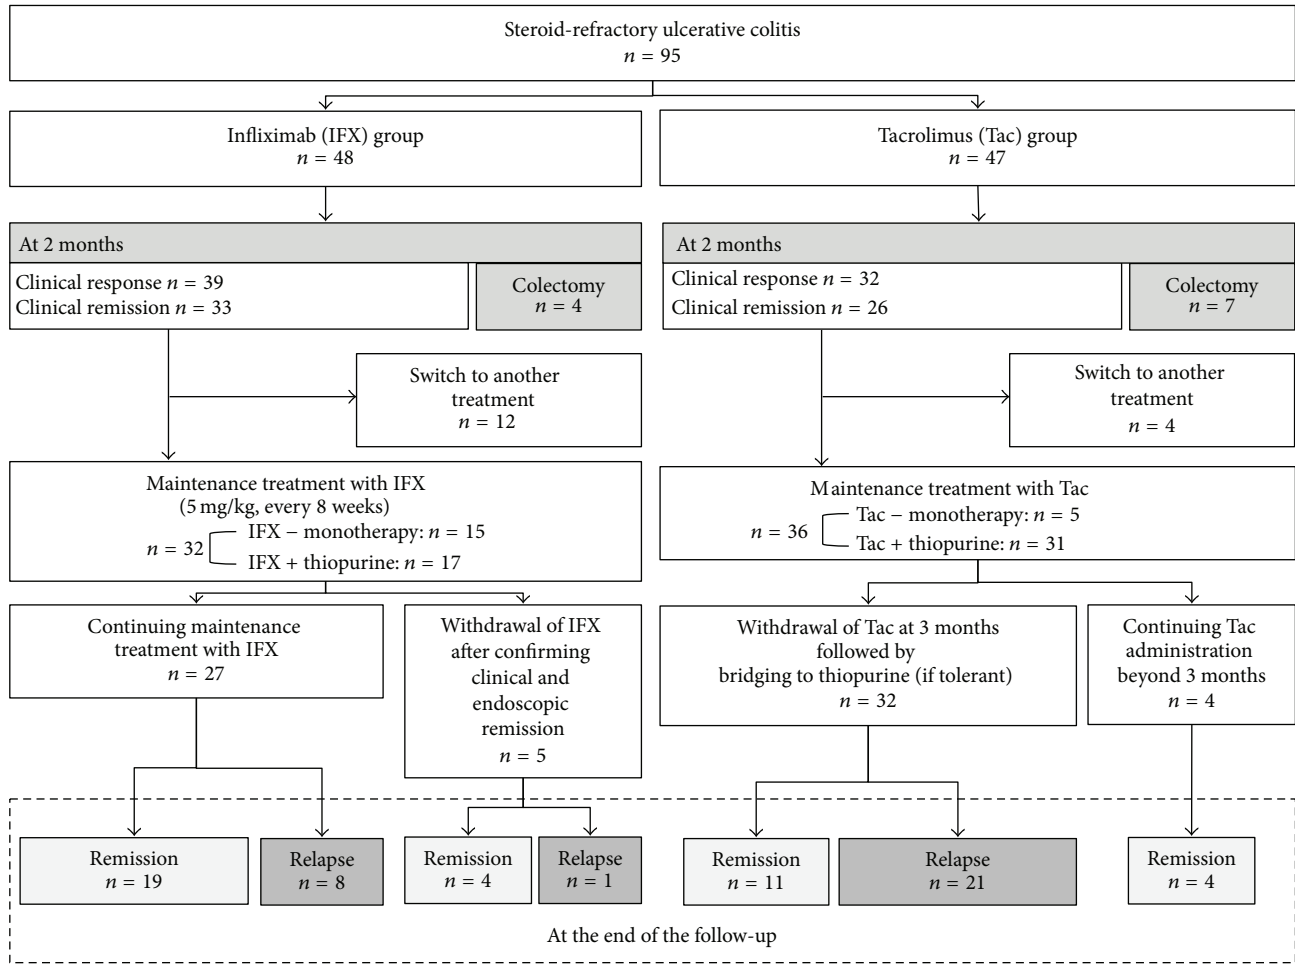 Steroid-refractory ulcerative colitis
n = 95
Infliximab (IFX) group
n = 48
Tacrolimus (Tac) group
n = 47
At 2 months
Clinical response n = 39
Clinical remission n = 33
Colectomy
n = 4
At 2 months
Clinical response n = 32
Clinical remission n = 26
Colectomy
n = 7
Switch to another
treatment
n = 12
Switch to another
treatment
n = 4
Maintenance treatment with IFX
(5 mg/kg, every 8 weeks)
n = 32
IFX − monotherapy: n = 15
IFX + thiopurine: n = 17
Maintenance treatment with Tac
n = 36
Tac − monotherapy: n = 5
Tac + thiopurine: n = 31
Continuing maintenance
treatment with IFX
n = 27
Withdrawal of IFX
after confirming
clinical and
endoscopic
remission
n = 5
Withdrawal of Tac at 3 months
followed by
bridging to thiopurine (if tolerant)
n = 32
Continuing Tac
administration
beyond 3 months
n = 4
Remission
n = 19
Relapse
n = 8
Remission
n = 4
Relapse
n = 1
Remission
n = 11
Relapse
n = 21
Remission
n = 4
At the end of the follow-up